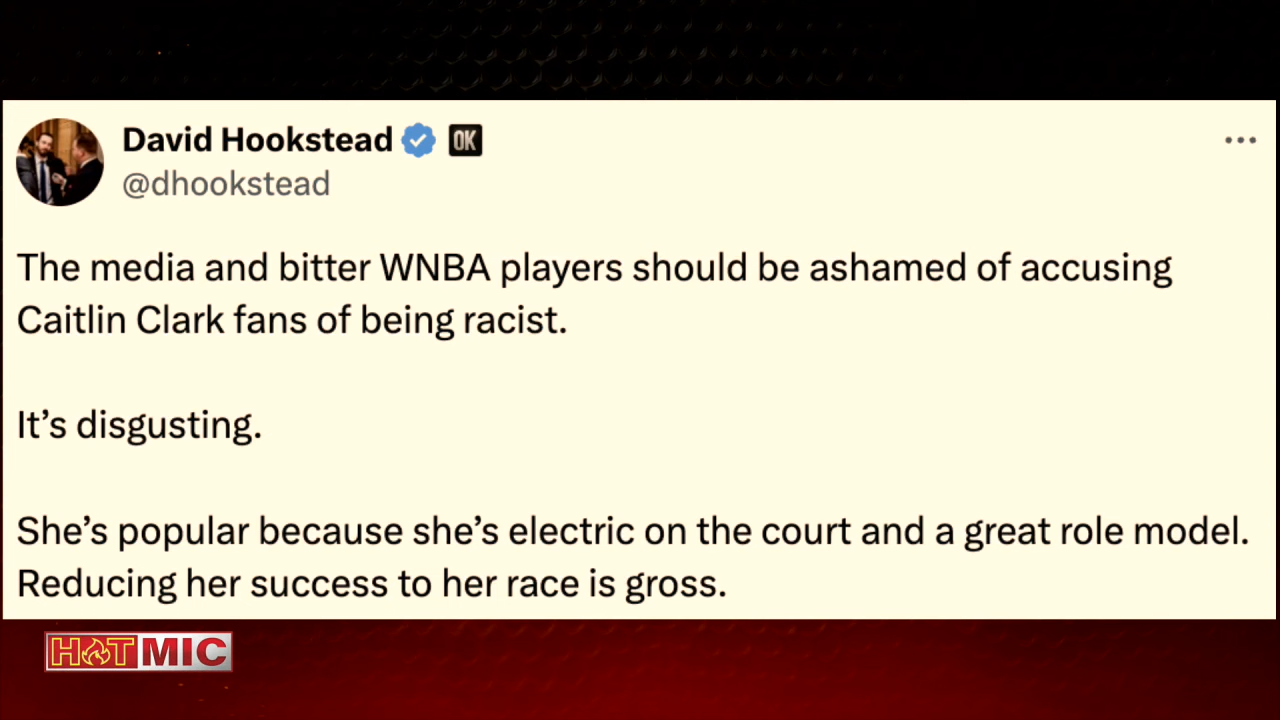 David Hookstead OK
@dhookstead
The media and bitter WNBA players should be ashamed of accusing
Caitlin Clark fans of being racist.
It’s disgusting.
She’s popular because she’s electric on the court and a great role model.
Reducing her success to her race is gross.
HOT MIC